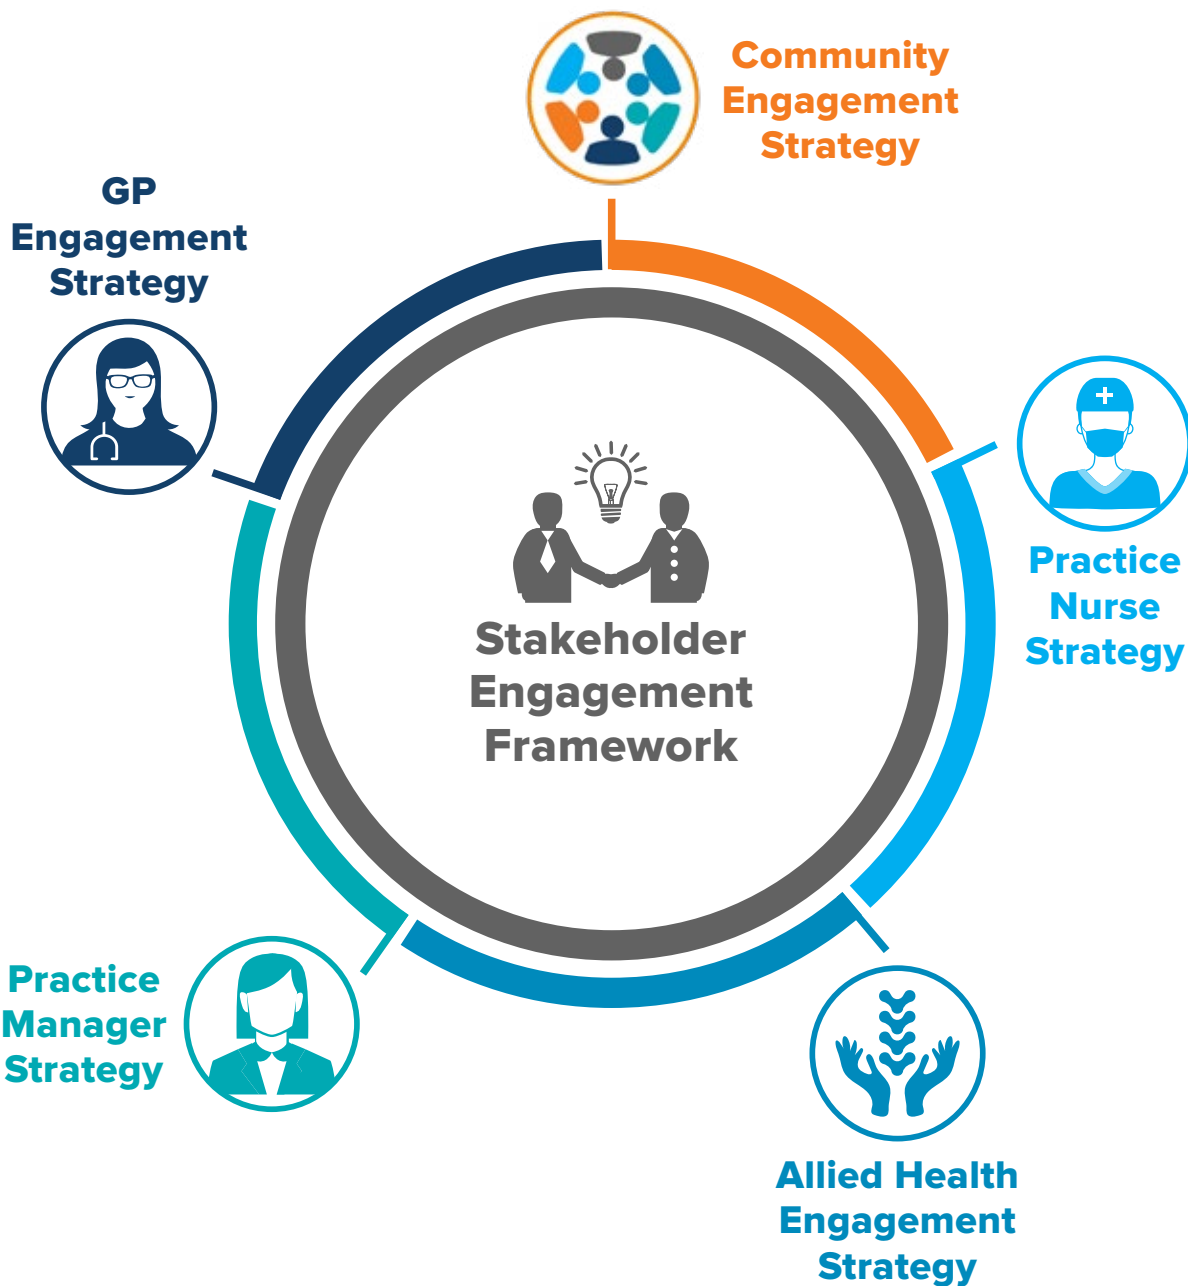 Community
Engagement
Strategy
GP
Engagement
Strategy
Practice
Nurse
Strategy
Stakeholder
Engagement
Framework
Practice
Manager
Strategy
Allied Health
Engagement
Strategy